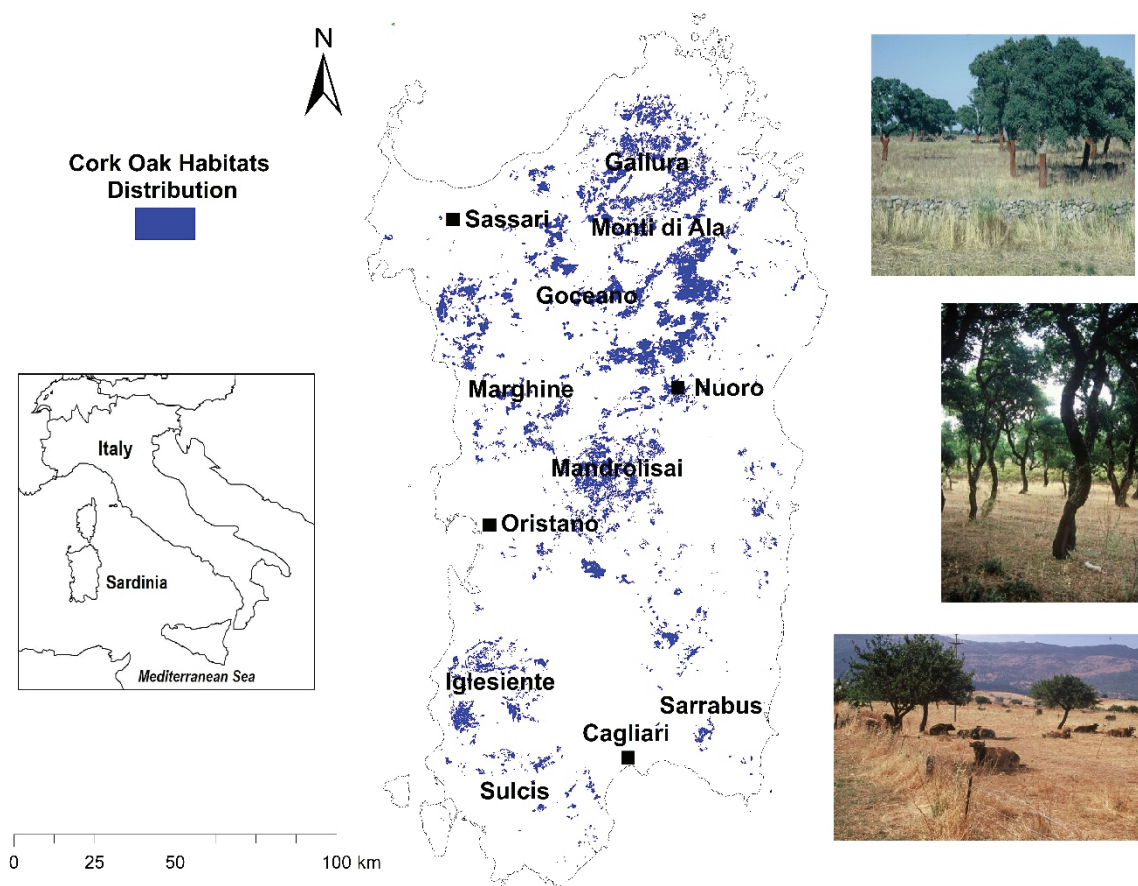 N
Cork Oak Habitats
Distribution
Gallura
Sassari
Monti di Ala
Goceano
Marghine
Nuoro
Mandrolisai
Oristano
Iglesiente
Sarrabus
Cagliari
Sulcis
Italy
Sardinia
Mediterranean Sea
0 25 50 100 km